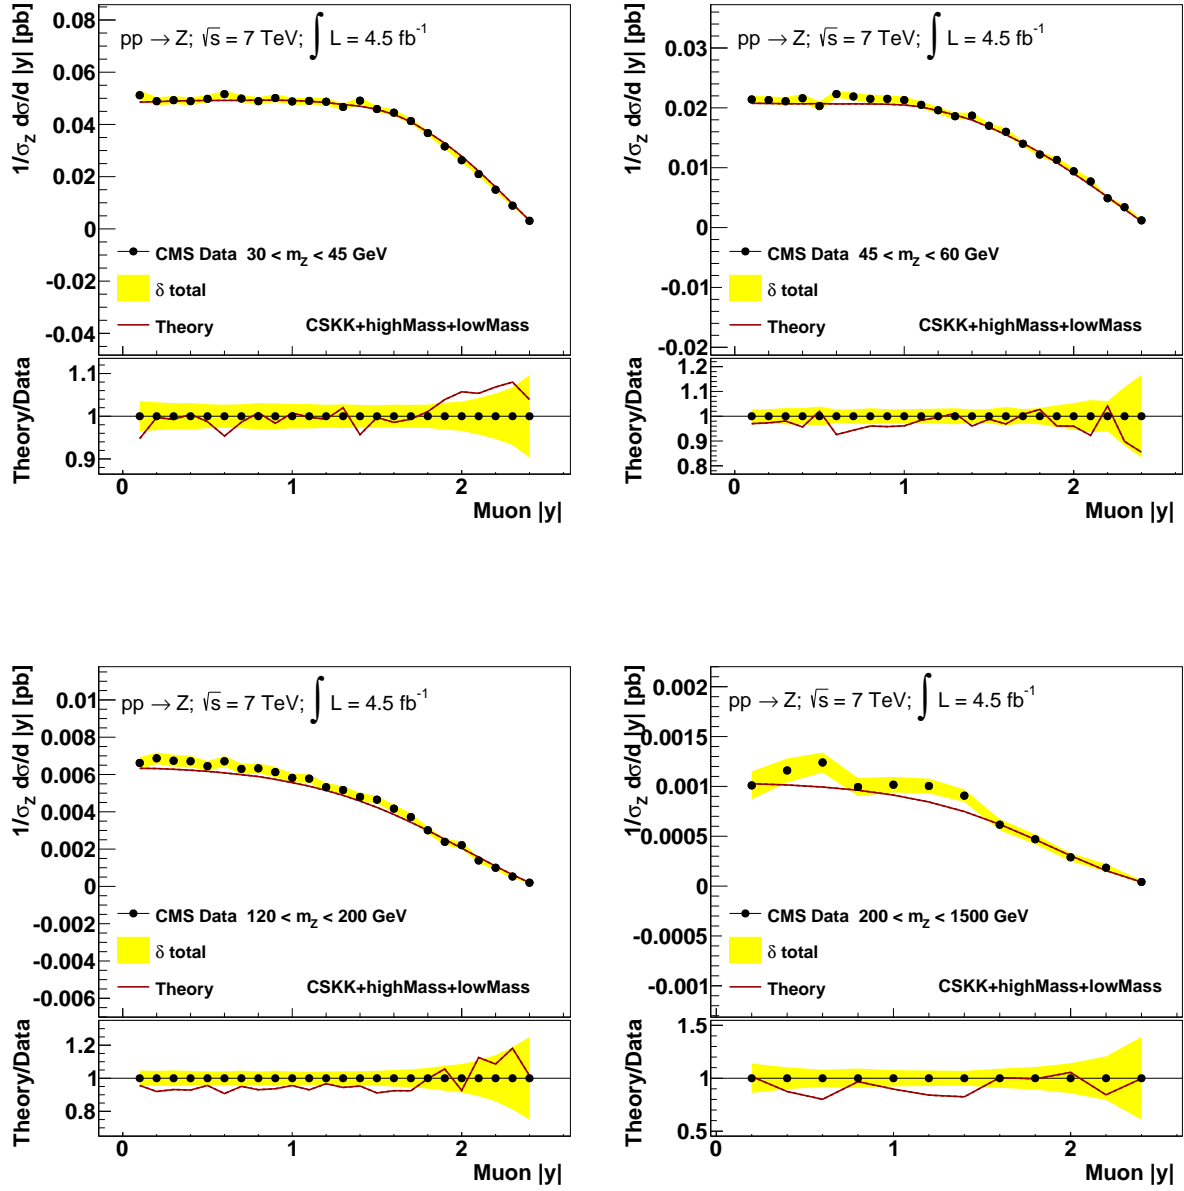 1/σZ dσ/d |y| [pb]
pp → Z; √s = 7 TeV; ∫ L = 4.5 fb-1
0.08
0.06
0.04
0.02
0
-0.02
-0.04
CMS Data 30 < mZ < 45 GeV
δ total
Theory CSKK+highMass+lowMass
Theory/Data
1.1
1
0.9
0 1 2
Muon |y|
1/σZ dσ/d |y| [pb]
pp → Z; √s = 7 TeV; ∫ L = 4.5 fb-1
0.03
0.02
0.01
0
-0.01
-0.02
CMS Data 45 < mZ < 60 GeV
δ total
Theory CSKK+highMass+lowMass
Theory/Data
1.2
1.1
1
0.9
0.8
0 1 2
Muon |y|
1/σZ dσ/d |y| [pb]
pp → Z; √s = 7 TeV; ∫ L = 4.5 fb-1
0.01
0.008
0.006
0.004
0.002
0
-0.002
-0.004
-0.006
CMS Data 120 < mZ < 200 GeV
δ total
Theory CSKK+highMass+lowMass
Theory/Data
1.2
1
0.8
0 1 2
Muon |y|
1/σZ dσ/d |y| [pb]
pp → Z; √s = 7 TeV; ∫ L = 4.5 fb-1
0.002
0.0015
0.001
0.0005
0
-0.0005
-0.001
CMS Data 200 < mZ < 1500 GeV
δ total
Theory CSKK+highMass+lowMass
Theory/Data
1.5
1
0.5
0 1 2
Muon |y|